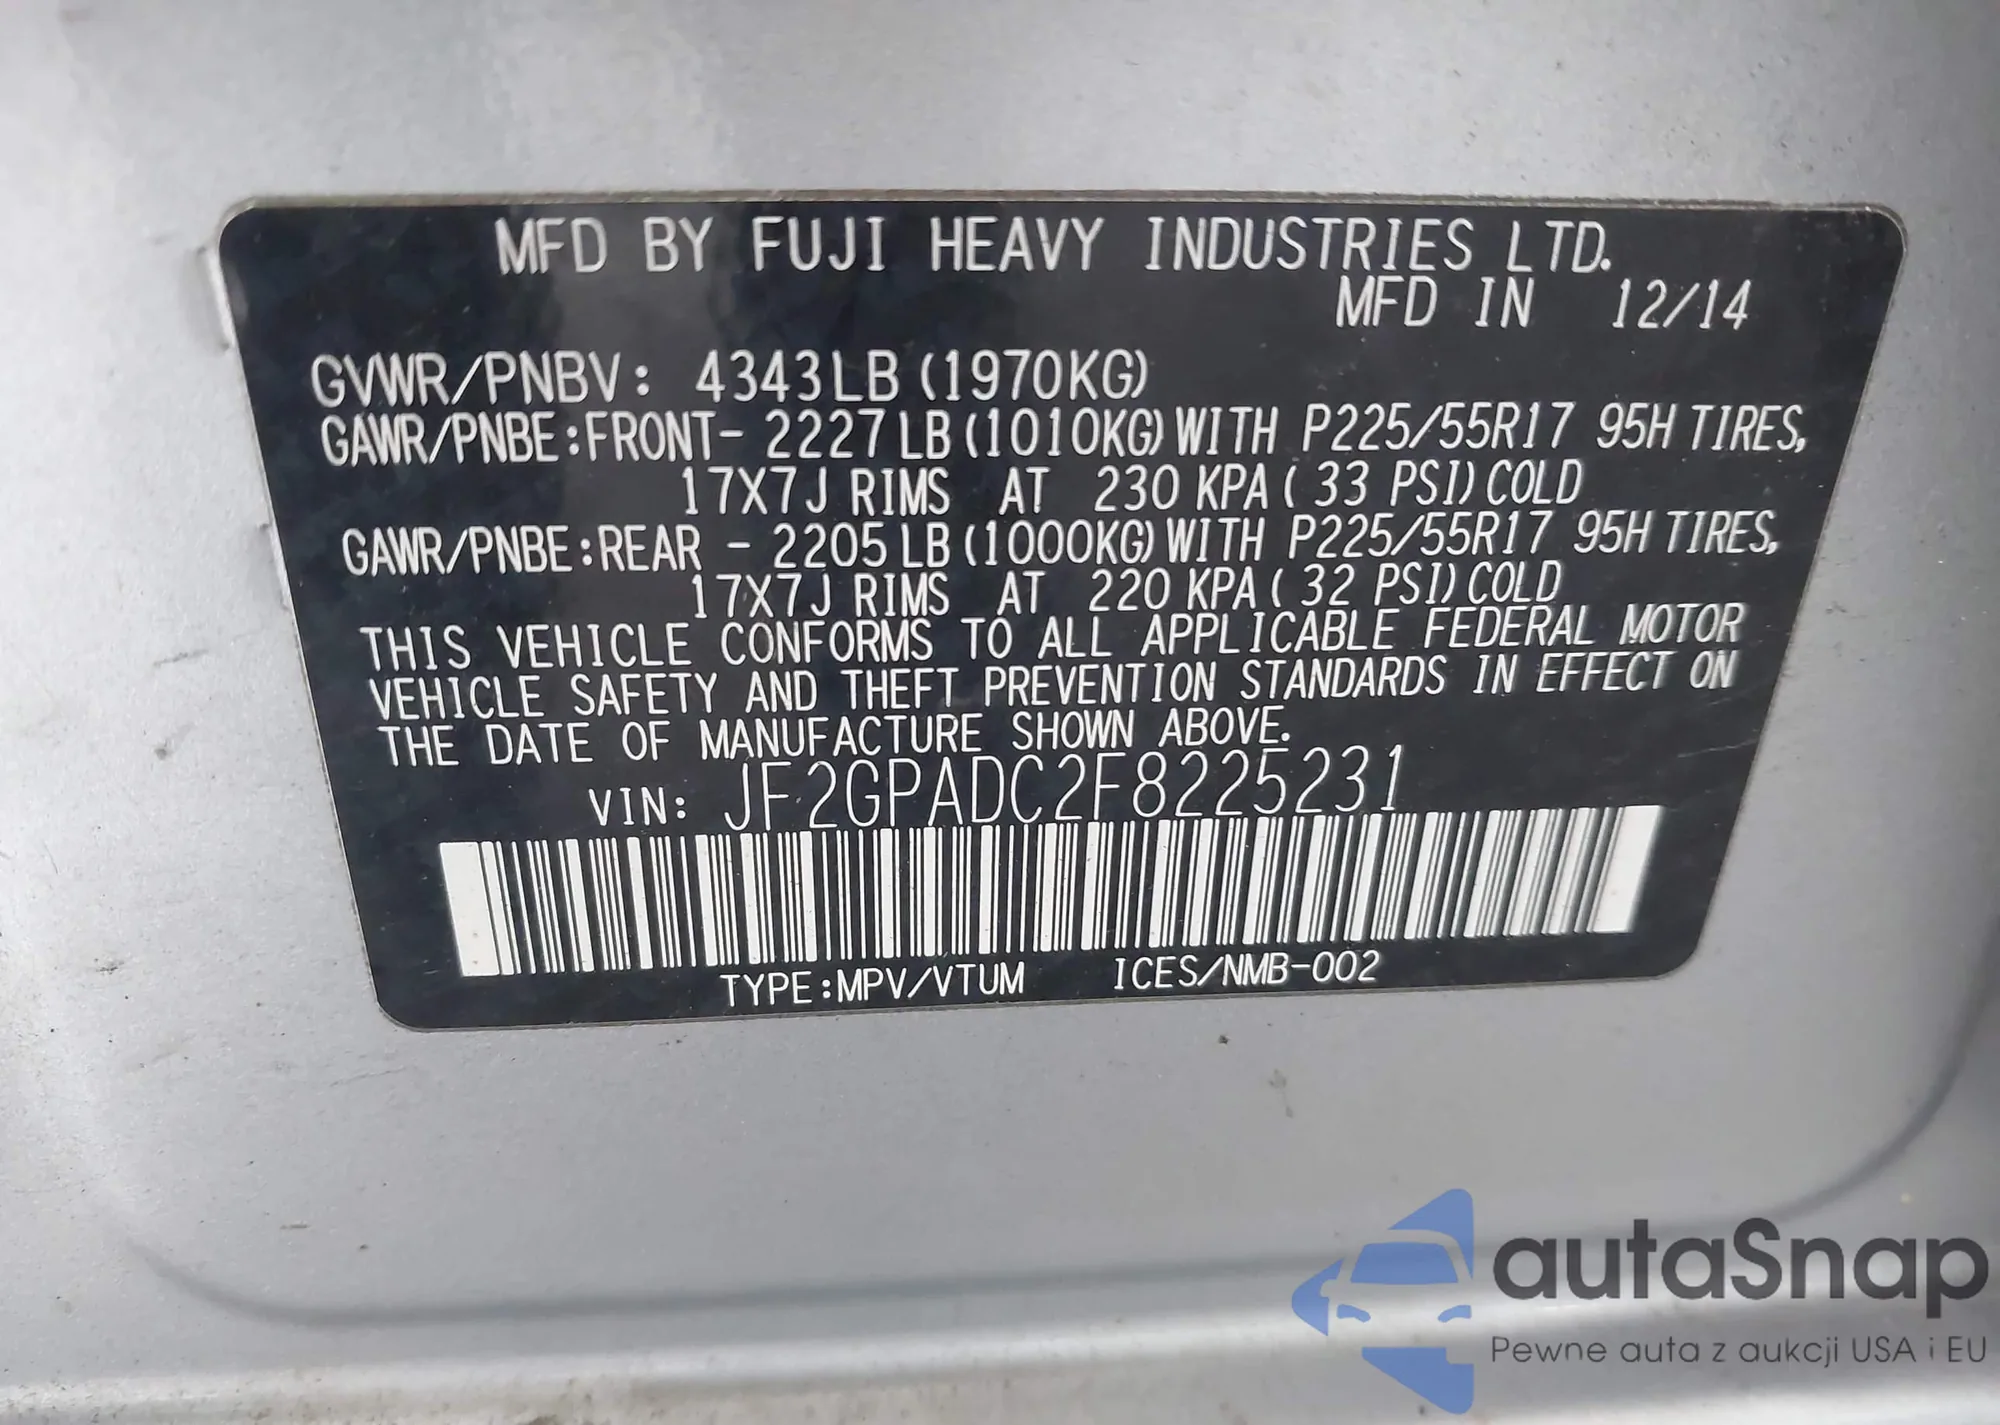 MFD BY FUJI HEAVY INDUSTRIES LTD.
MFD IN 12/14
GVWR/PNBV: 4343LB (1970KG)
GAWR/PNBE:FRONT- 2227 LB (1010KG) WITH P225/55R17 95H TIRES,
17X7J RIMS AT 230 KPA ( 33 PSI) COLD
GAWR/PNBE:REAR - 2205 LB (1000KG) WITH P225/55R17 95H TIRES,
17X7J RIMS AT 220 KPA ( 32 PSI) COLD
THIS VEHICLE CONFORMS TO ALL APPLICABLE FEDERAL MOTOR
VEHICLE SAFETY AND THEFT PREVENTION STANDARDS IN EFFECT ON
THE DATE OF MANUFACTURE SHOWN ABOVE.
VIN: JF2GPADC2F8225231
TYPE:MPV/VTUM ICES/NMB-002
autaSnap
Pewne auta z aukcji USA i EU